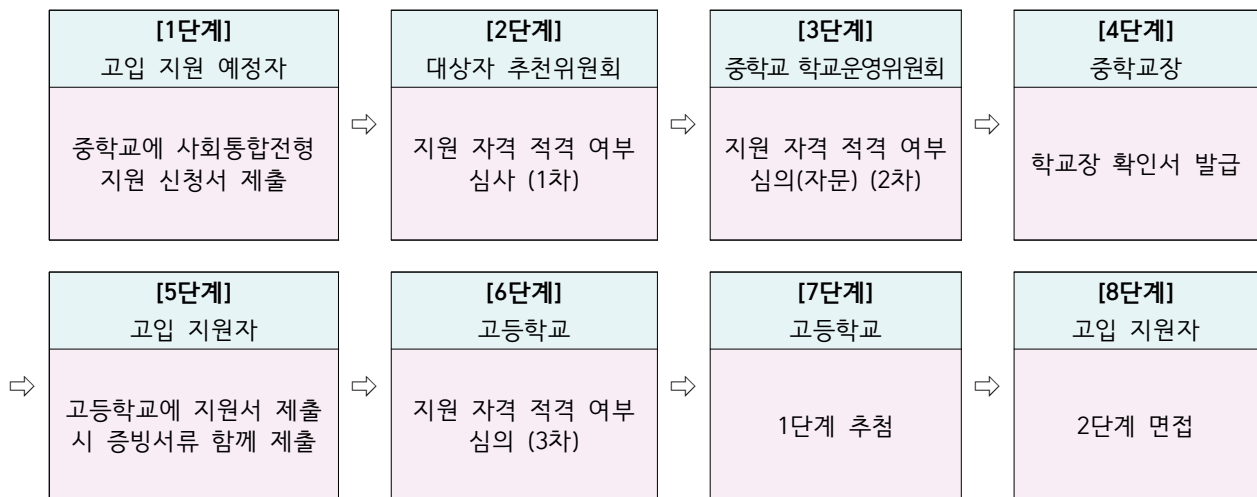 [1단계]
고입 지원 예정자
중학교에 사회통합전형
지원 신청서 제출
⇨
[2단계]
대상자 추천위원회
지원 자격 적격 여부
심사 (1차)
⇨
[3단계]
중학교 학교운영위원회
지원 자격 적격 여부
심의(자문) (2차)
⇨
[4단계]
중학교장
학교장 확인서 발급
⇨
[5단계]
고입 지원자
고등학교에 지원서 제출
시 증빙서류 함께 제출
⇨
[6단계]
고등학교
지원 자격 적격 여부
심의 (3차)
⇨
[7단계]
고등학교
1단계 추첨
⇨
[8단계]
고입 지원자
2단계 면접